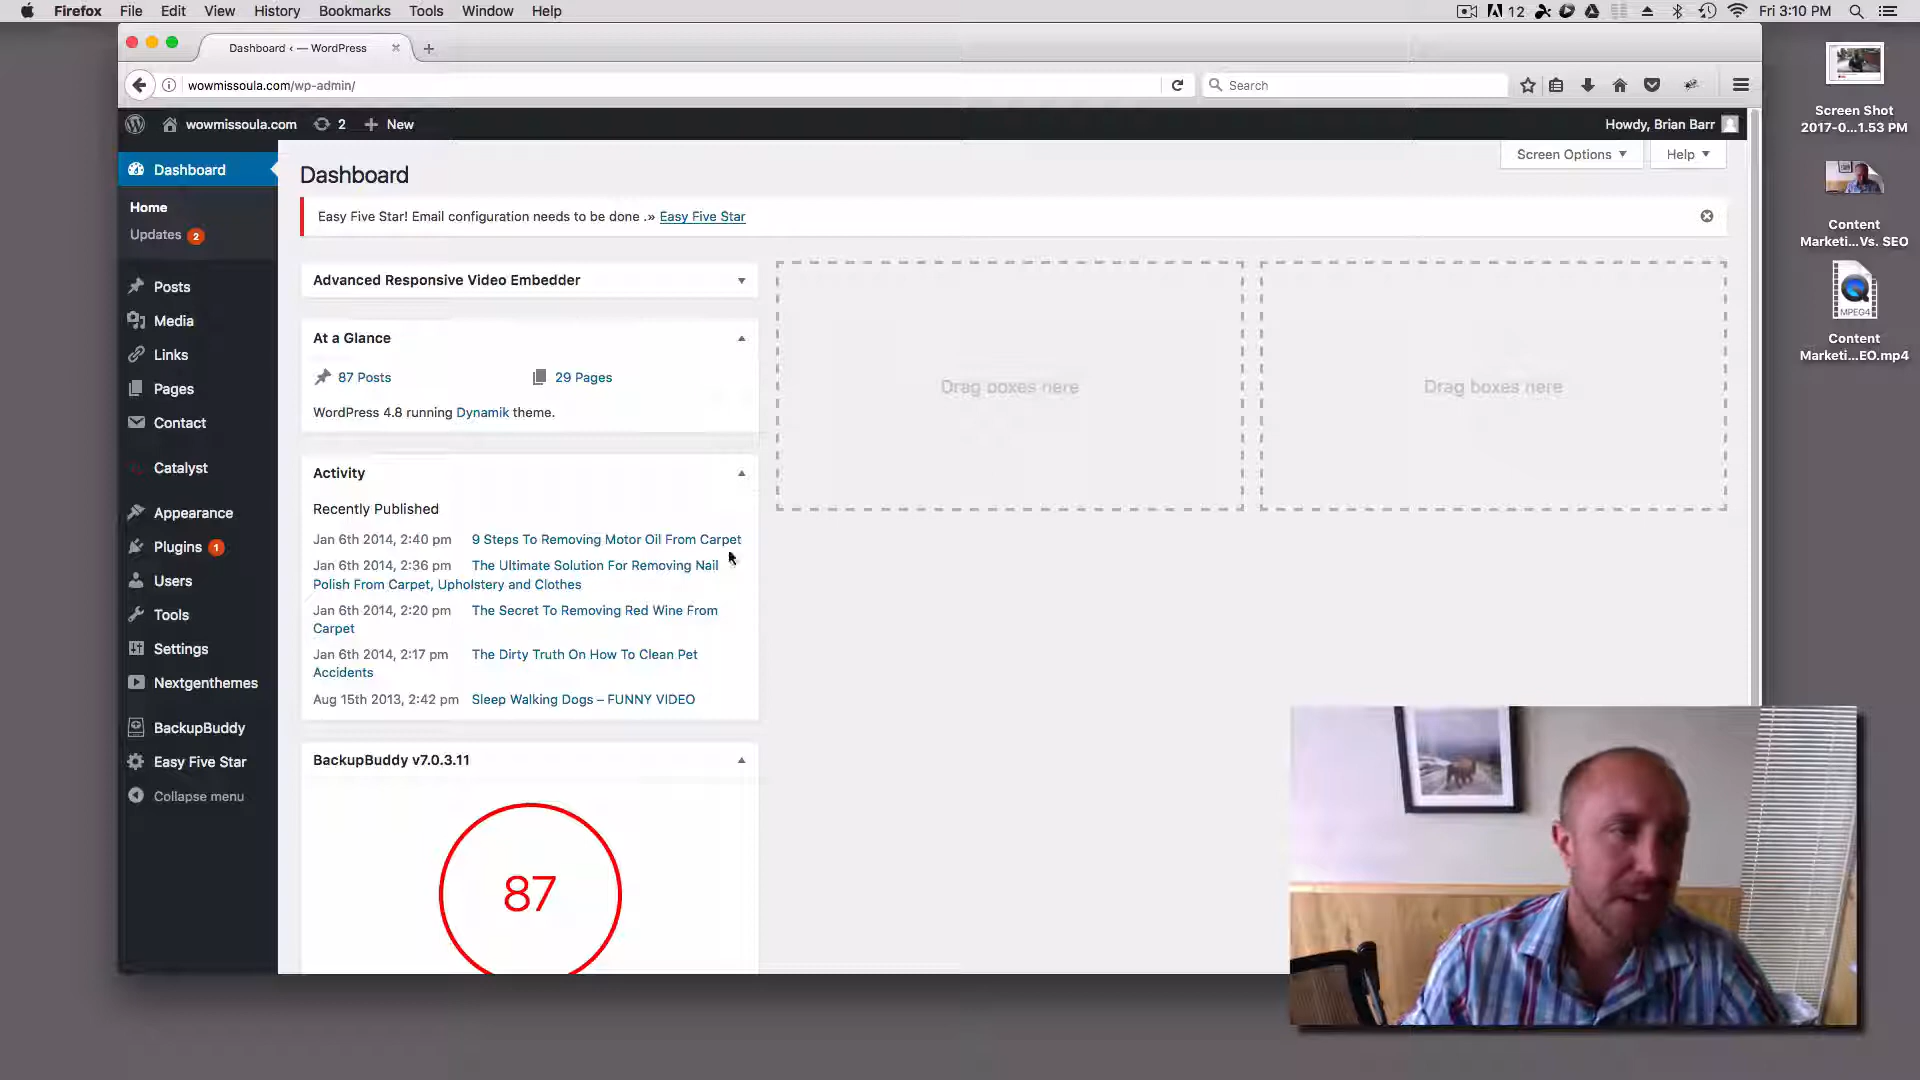 Firefox File Edit View History Bookmarks Tools Window Help
12 Fri 3:10 PM
Dashboard ‹ — WordPress
wowmissoula.com/wp-admin/
Search
wowmissoula.com 2 New
Howdy, Brian Barr
Screen Options
Help
Dashboard
Home
Updates 2
Posts
Media
Links
Pages
Contact
Catalyst
Appearance
Plugins 1
Users
Tools
Settings
Nextgenthemes
BackupBuddy
Easy Five Star
Collapse menu
Dashboard
Easy Five Star! Email configuration needs to be done .» Easy Five Star
Advanced Responsive Video Embedder
At a Glance
87 Posts
29 Pages
WordPress 4.8 running Dynamik theme.
Activity
Recently Published
Jan 6th 2014, 2:40 pm 9 Steps To Removing Motor Oil From Carpet
Jan 6th 2014, 2:36 pm The Ultimate Solution For Removing Nail
Polish From Carpet, Upholstery and Clothes
Jan 6th 2014, 2:20 pm The Secret To Removing Red Wine From
Carpet
Jan 6th 2014, 2:17 pm The Dirty Truth On How To Clean Pet
Accidents
Aug 15th 2013, 2:42 pm Sleep Walking Dogs – FUNNY VIDEO
BackupBuddy v7.0.3.11
87
Drag boxes here
Drag boxes here
Screen Shot
2017-0...1.53 PM
Content
Marketi...Vs. SEO
MPEG4
Content
Marketi...EO.mp4